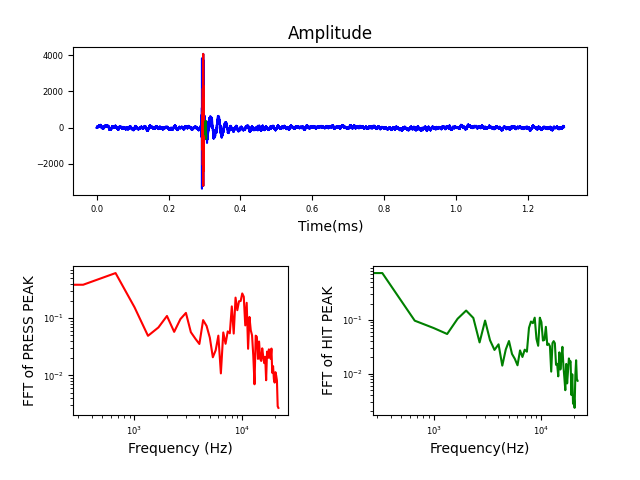 Amplitude
4000
2000
0
−2000
0.0 0.2 0.4 0.6 0.8 1.0 1.2
Time(ms)
FFT of PRESS PEAK
10⁻¹
10⁻²
10³ 10⁴
Frequency (Hz)
FFT of HIT PEAK
10⁻¹
10⁻²
10³ 10⁴
Frequency(Hz)